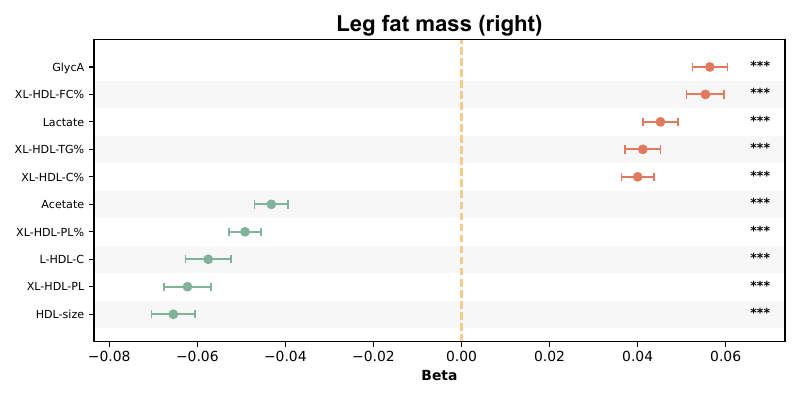 Leg fat mass (right)
GlycA ***
XL-HDL-FC% ***
Lactate ***
XL-HDL-TG% ***
XL-HDL-C% ***
Acetate ***
XL-HDL-PL% ***
L-HDL-C ***
XL-HDL-PL ***
HDL-size ***
−0.08 −0.06 −0.04 −0.02 0.00 0.02 0.04 0.06
Beta